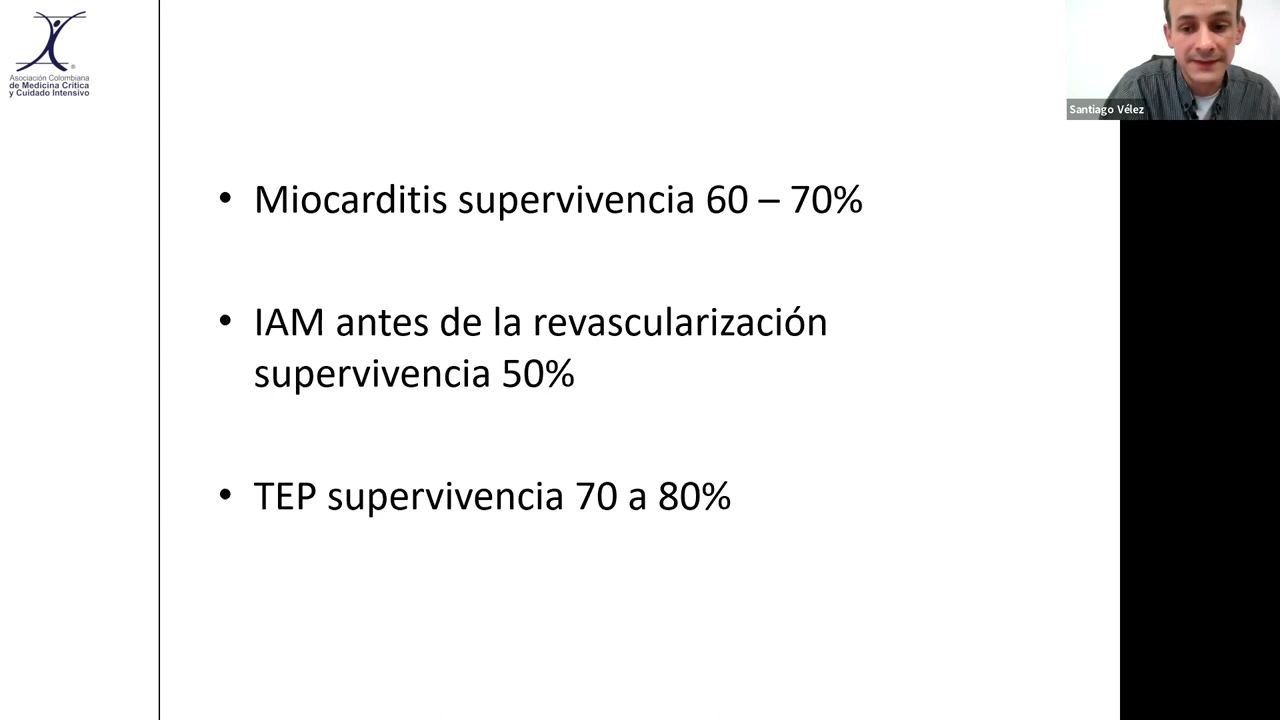 Asociación Colombiana
de Medicina Crítica
y Cuidado Intensivo
Santiago Vélez
• Miocarditis supervivencia 60 – 70%
• IAM antes de la revascularización
supervivencia 50%
• TEP supervivencia 70 a 80%